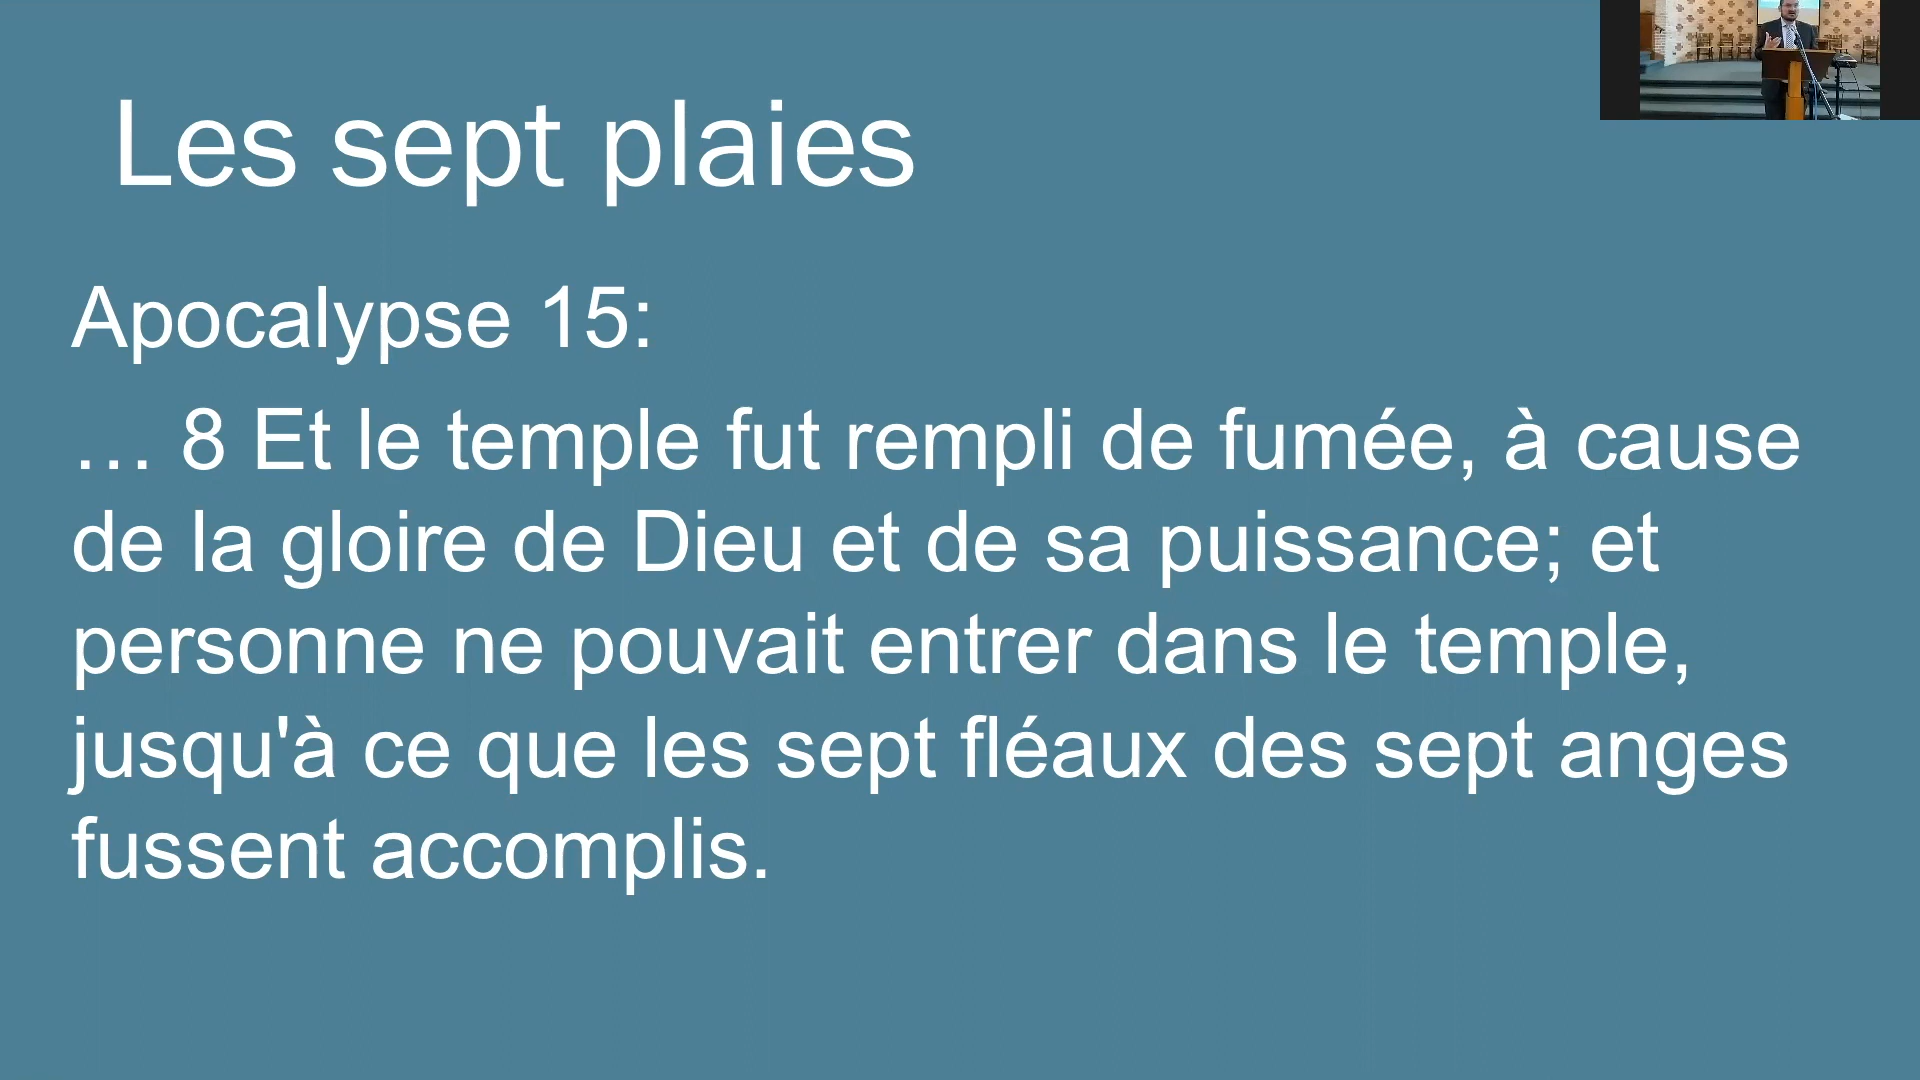 Les sept plaies
Apocalypse 15:
… 8 Et le temple fut rempli de fumée, à cause
de la gloire de Dieu et de sa puissance; et
personne ne pouvait entrer dans le temple,
jusqu'à ce que les sept fléaux des sept anges
fussent accomplis.